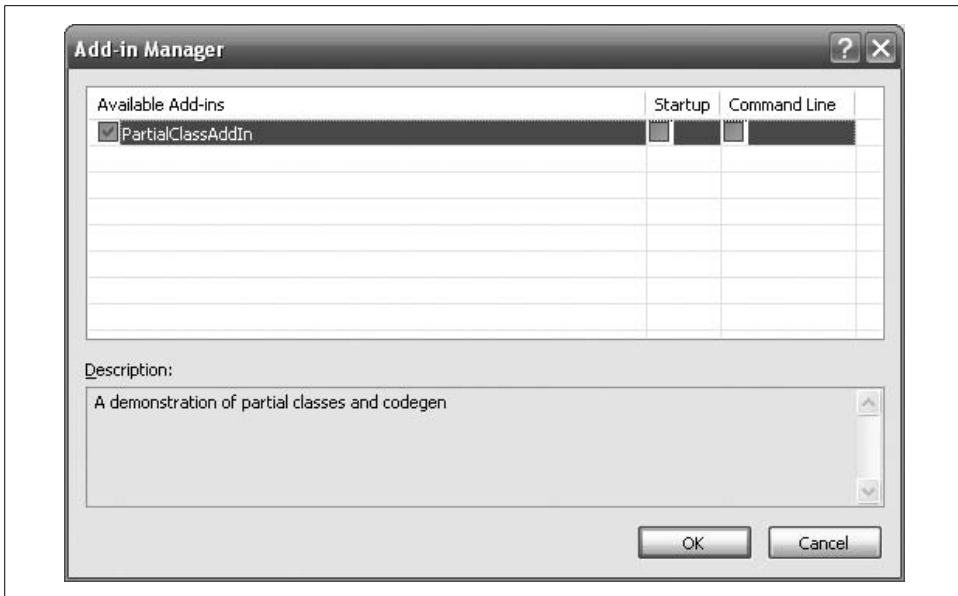 Add-in Manager
Available Add-ins Startup Command Line
PartialClassAddIn
Description:
A demonstration of partial classes and codegen
OK Cancel